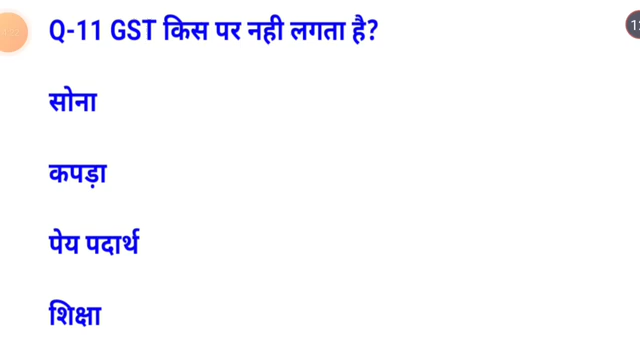 Q-11 GST किस पर नही लगता है?
सोना
कपड़ा
पेय पदार्थ
शिक्षा